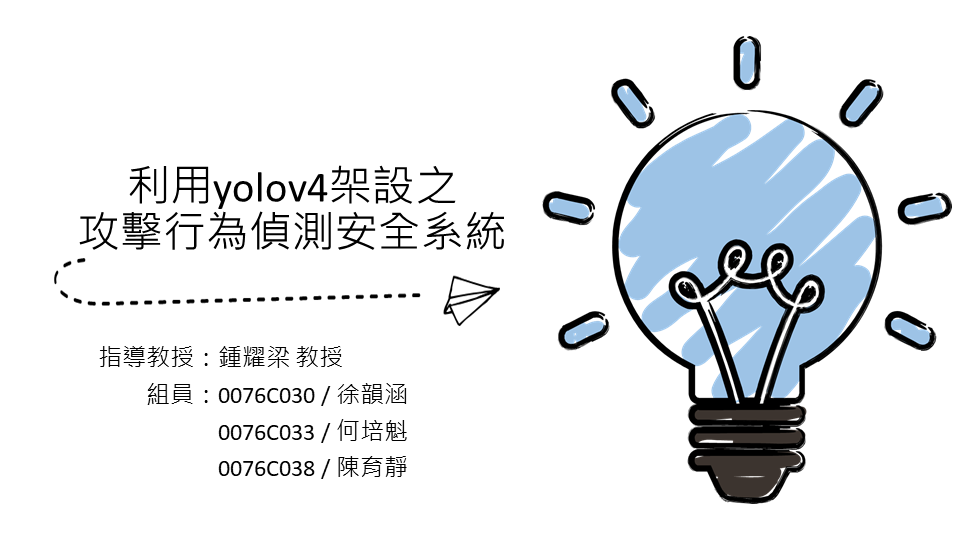 利用yolov4架設之
攻擊行為偵測安全系統
指導教授：鍾耀梁 教授
組員：0076C030 / 徐韻涵
0076C033 / 何培魁
0076C038 / 陳育靜